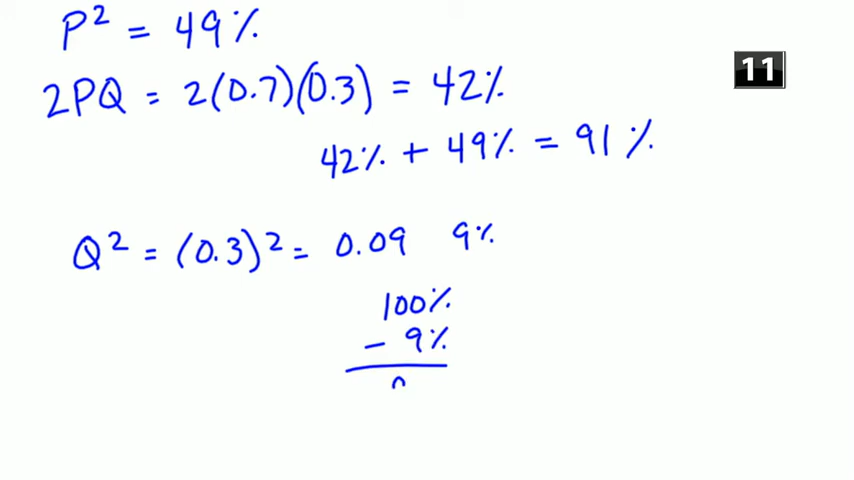 P² = 49%
11
2PQ = 2(0.7)(0.3) = 42%
42% + 49% = 91%
Q² = (0.3)² = 0.09 9%
100%
- 9%